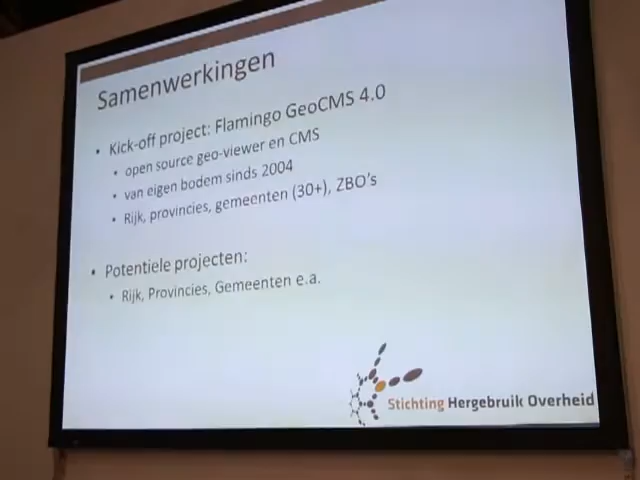 Samenwerkingen
• Kick-off project: Flamingo GeoCMS 4.0
• open source geo-viewer en CMS
• van eigen bodem sinds 2004
• Rijk, provincies, gemeenten (30+), ZBO's
• Potentiele projecten:
• Rijk, Provincies, Gemeenten e.a.
Stichting Hergebruik Overheid